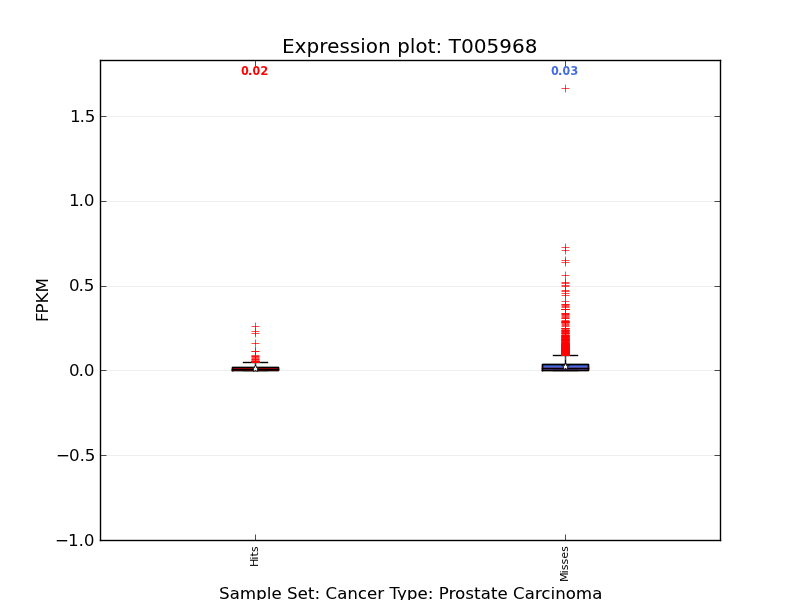 Expression plot: T005968
0.02
0.03
1.5
1.0
0.5
0.0
−0.5
−1.0
FPKM
Hits
Misses
Sample Set: Cancer Type: Prostate Carcinoma